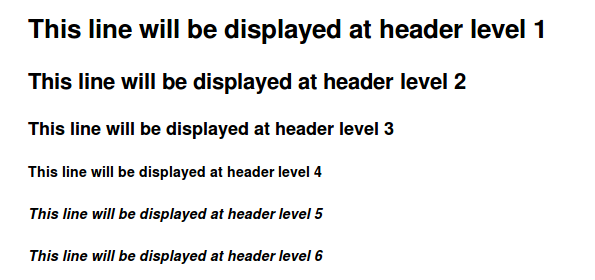 This line will be displayed at header level 1
This line will be displayed at header level 2
This line will be displayed at header level 3
This line will be displayed at header level 4
This line will be displayed at header level 5
This line will be displayed at header level 6